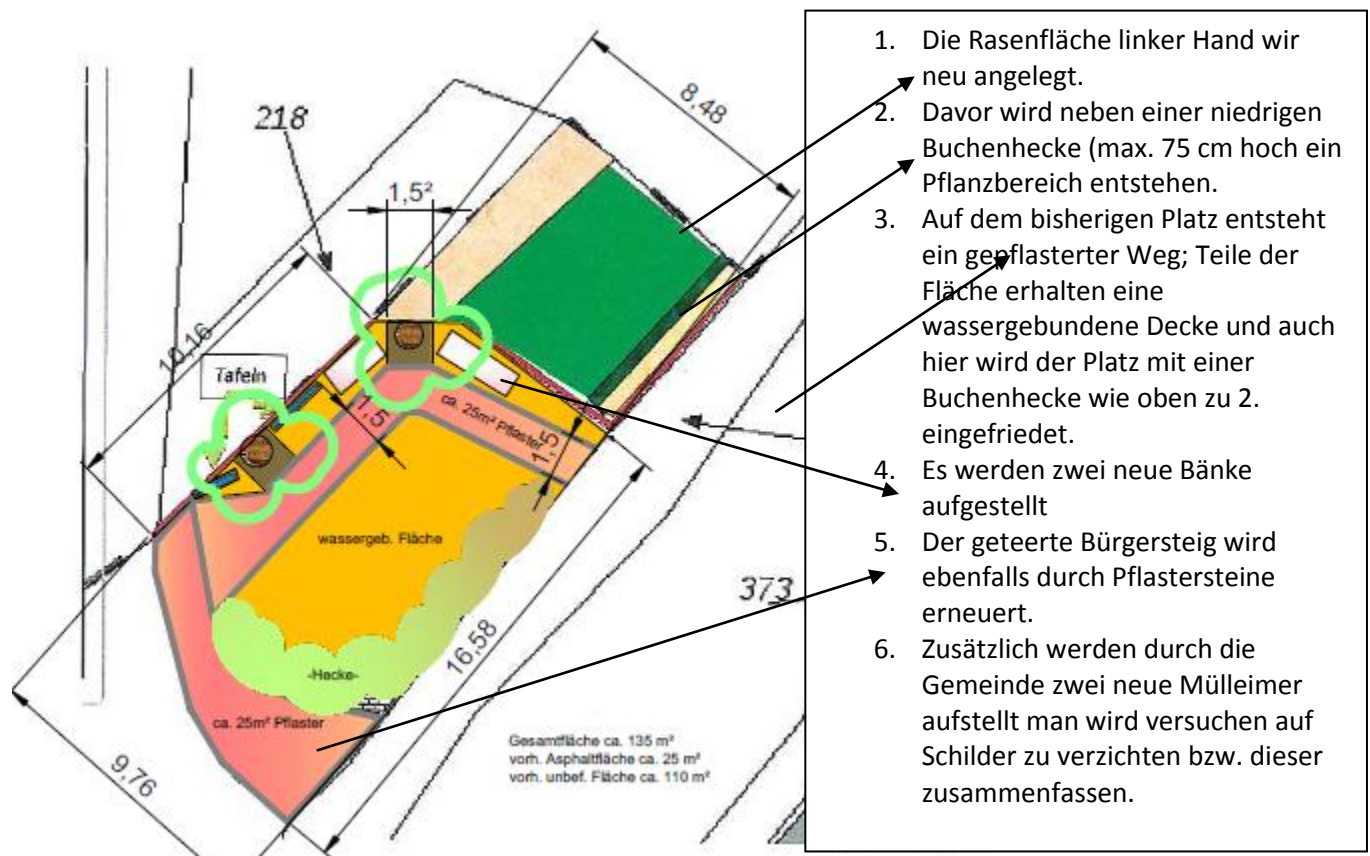 218
8,48
1,5²
10,16
Tafeln
1,5
ca. 25m² Pflaster
1,5
wassergeb. Fläche
373
16,58
-Hecke-
ca. 25m² Pflaster
9,76
Gesamtfläche ca. 135 m²
vorh. Asphaltfläche ca. 25 m²
vorh. unbef. Fläche ca. 110 m²
1. Die Rasenfläche linker Hand wir
neu angelegt.
2. Davor wird neben einer niedrigen
Buchenhecke (max. 75 cm hoch ein
Pflanzbereich entstehen.
3. Auf dem bisherigen Platz entsteht
ein gepflasterter Weg; Teile der
Fläche erhalten eine
wassergebundene Decke und auch
hier wird der Platz mit einer
Buchenhecke wie oben zu 2.
eingefriedet.
4. Es werden zwei neue Bänke
aufgestellt
5. Der geteerte Bürgersteig wird
ebenfalls durch Pflastersteine
erneuert.
6. Zusätzlich werden durch die
Gemeinde zwei neue Mülleimer
aufstellt man wird versuchen auf
Schilder zu verzichten bzw. dieser
zusammenfassen.